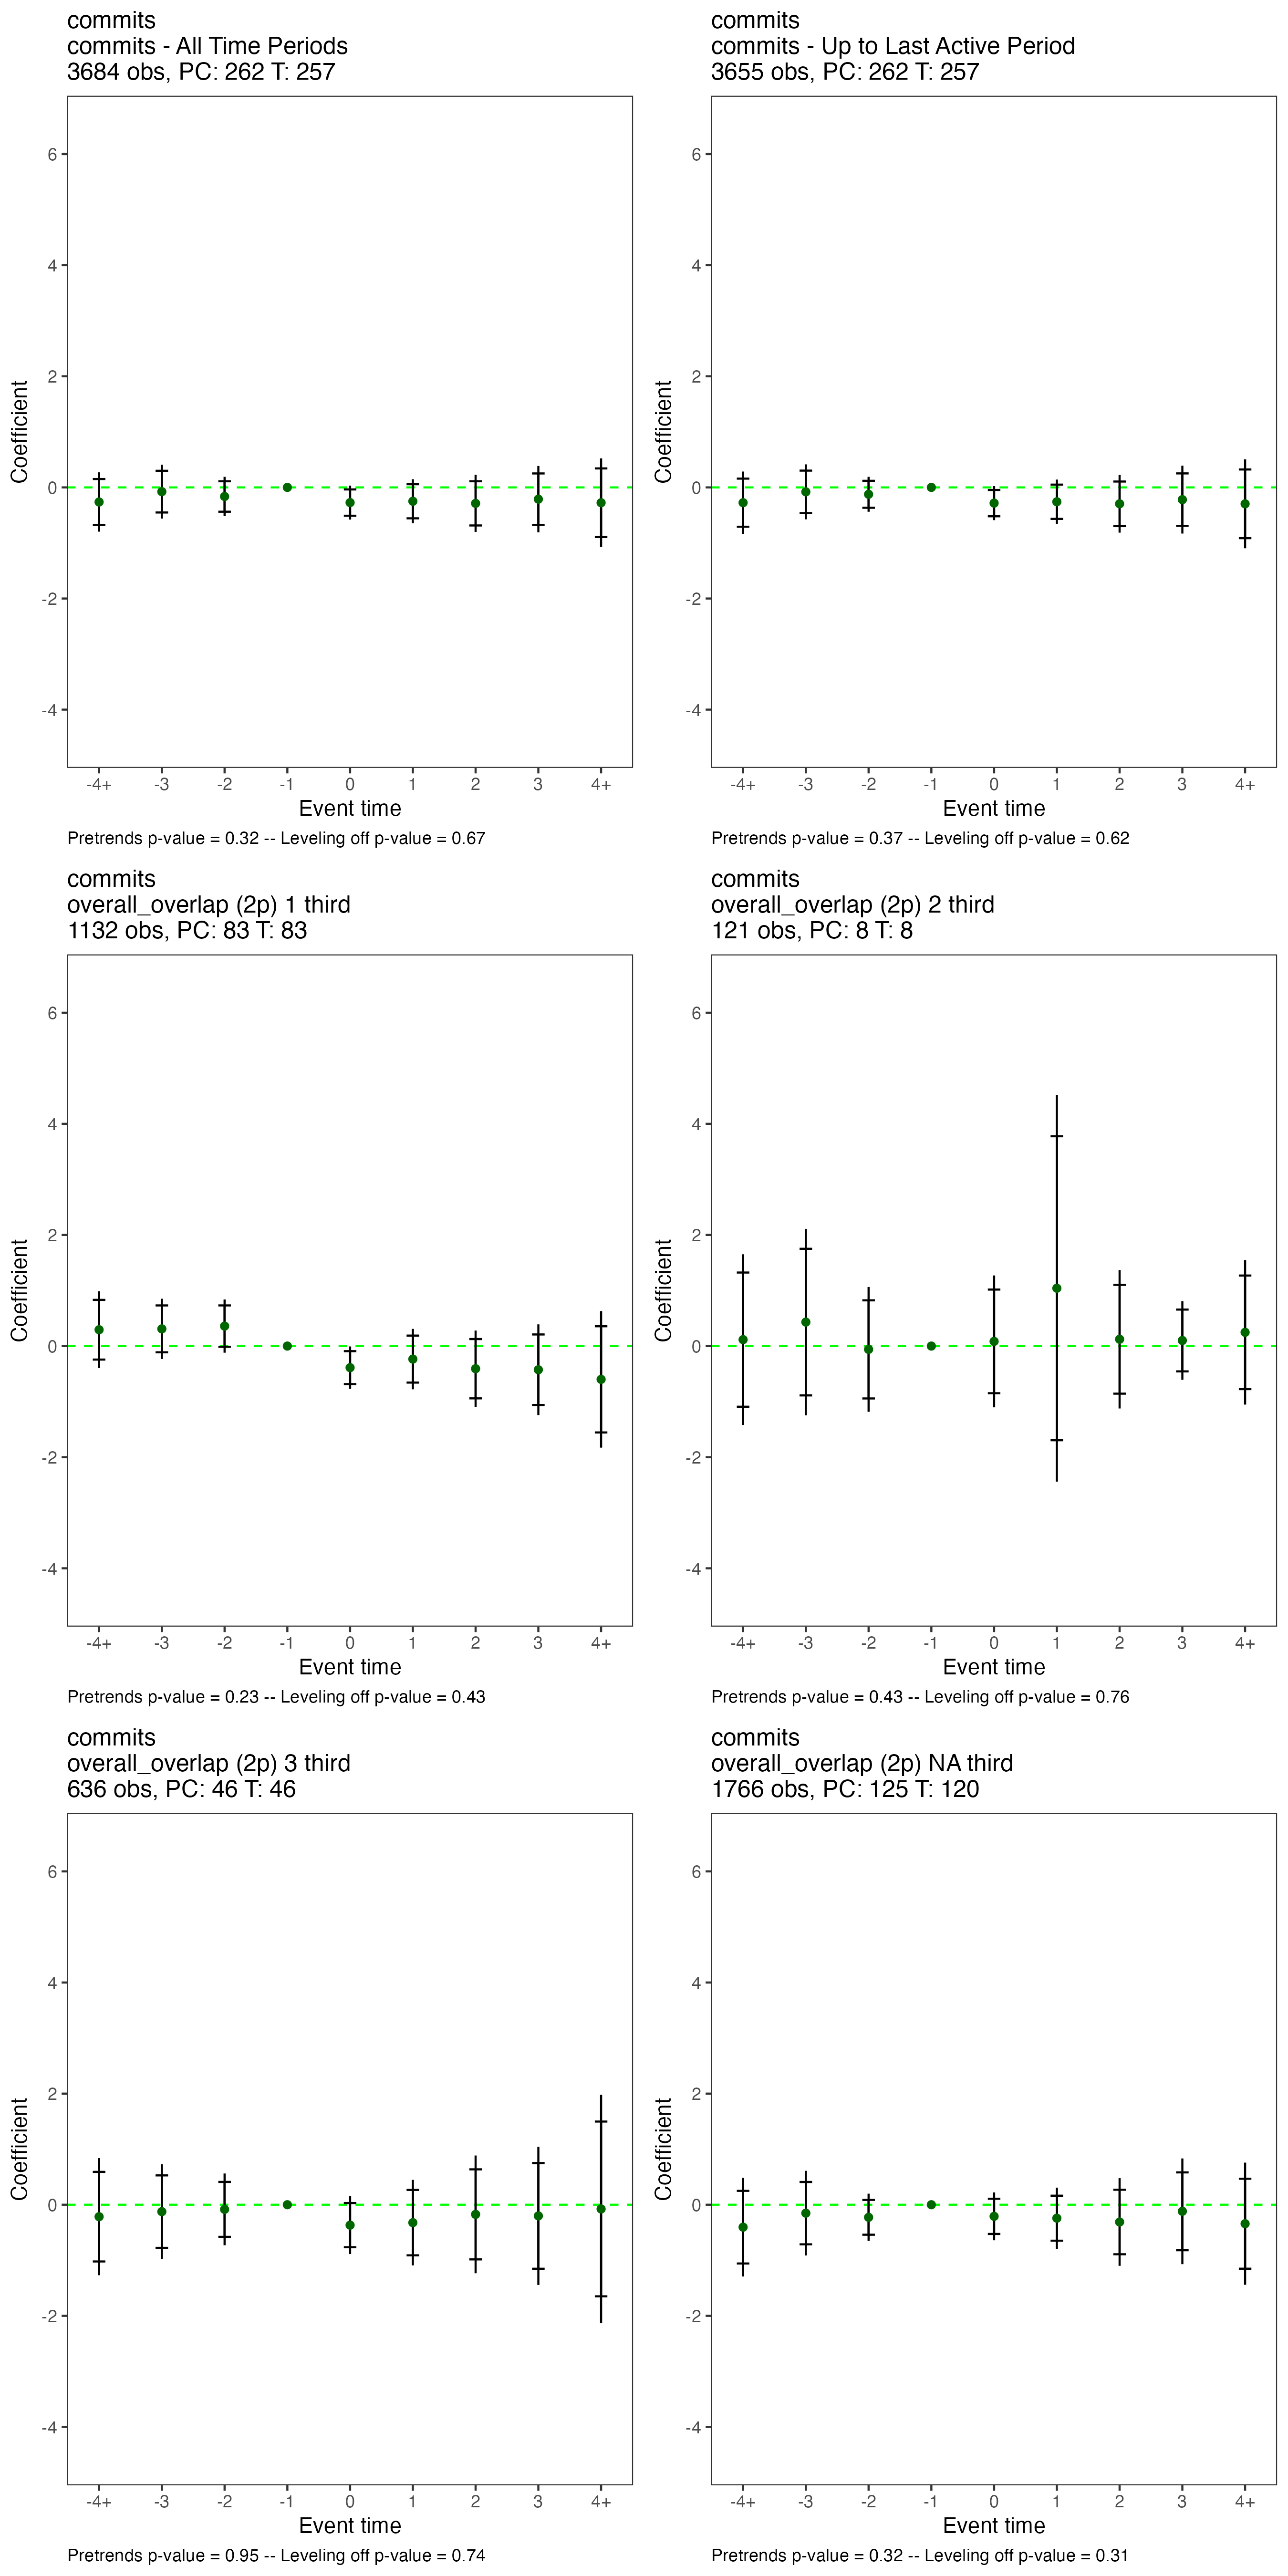 commits
commits - All Time Periods
3684 obs, PC: 262 T: 257
6
4
2
0
-2
-4
Coefficient
-4+ -3 -2 -1 0 1 2 3 4+
Event time
Pretrends p-value = 0.32 -- Leveling off p-value = 0.67
commits
commits - Up to Last Active Period
3655 obs, PC: 262 T: 257
6
4
2
0
-2
-4
Coefficient
-4+ -3 -2 -1 0 1 2 3 4+
Event time
Pretrends p-value = 0.37 -- Leveling off p-value = 0.62
commits
overall_overlap (2p) 1 third
1132 obs, PC: 83 T: 83
6
4
2
0
-2
-4
Coefficient
-4+ -3 -2 -1 0 1 2 3 4+
Event time
Pretrends p-value = 0.23 -- Leveling off p-value = 0.43
commits
overall_overlap (2p) 2 third
121 obs, PC: 8 T: 8
6
4
2
0
-2
-4
Coefficient
-4+ -3 -2 -1 0 1 2 3 4+
Event time
Pretrends p-value = 0.43 -- Leveling off p-value = 0.76
commits
overall_overlap (2p) 3 third
636 obs, PC: 46 T: 46
6
4
2
0
-2
-4
Coefficient
-4+ -3 -2 -1 0 1 2 3 4+
Event time
Pretrends p-value = 0.95 -- Leveling off p-value = 0.74
commits
overall_overlap (2p) NA third
1766 obs, PC: 125 T: 120
6
4
2
0
-2
-4
Coefficient
-4+ -3 -2 -1 0 1 2 3 4+
Event time
Pretrends p-value = 0.32 -- Leveling off p-value = 0.31